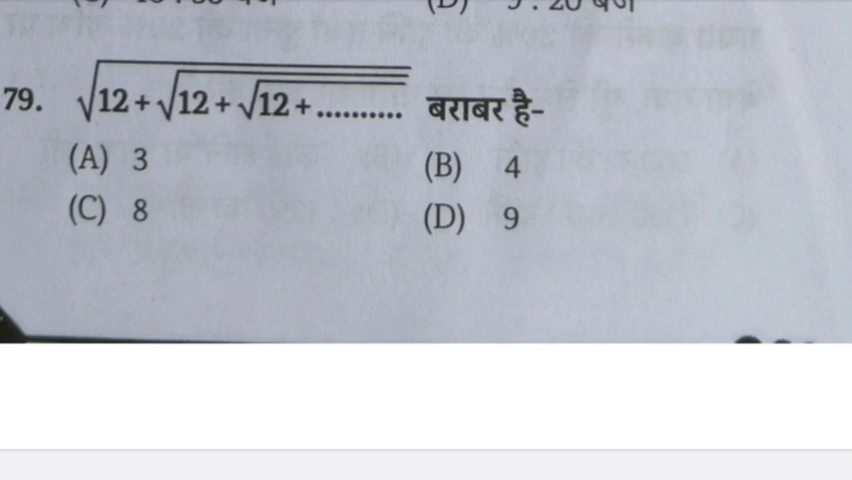 79. √12+√12+√12+.......... बराबर है-
(A) 3 (B) 4
(C) 8 (D) 9